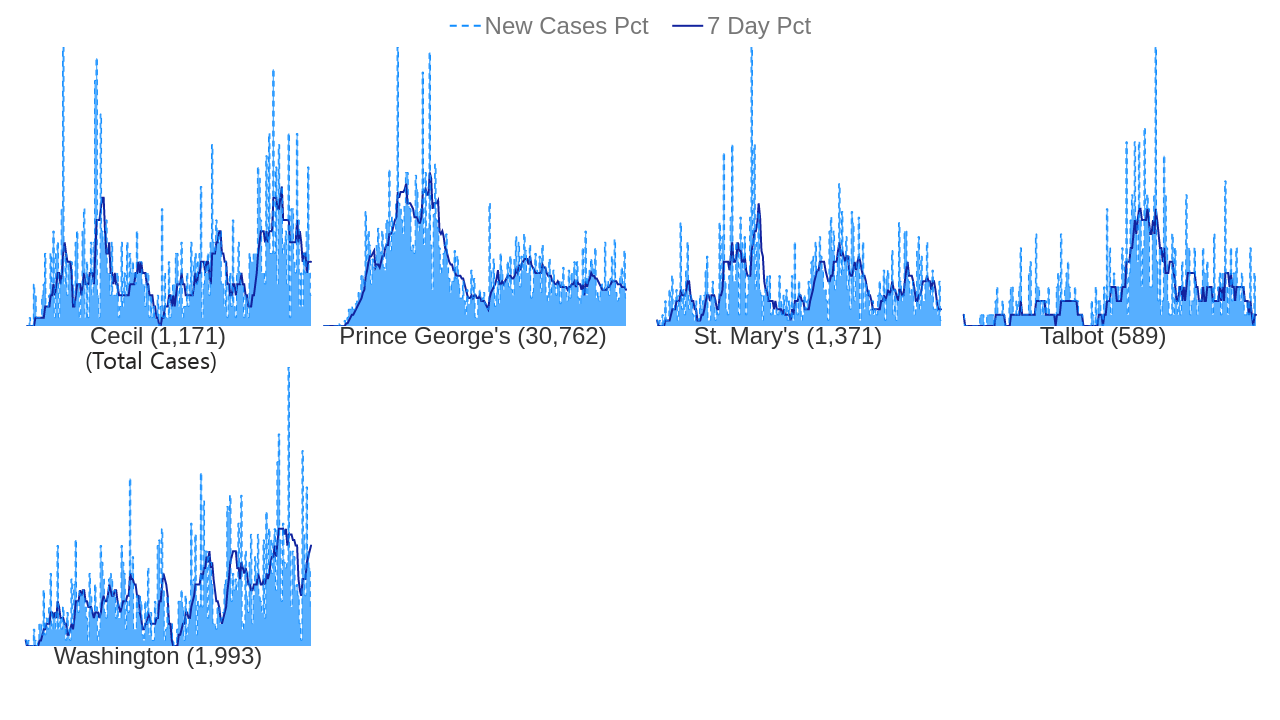 New Cases Pct 7 Day Pct
Cecil (1,171) Prince George's (30,762) St. Mary's (1,371) Talbot (589)
(Total Cases)
Washington (1,993)